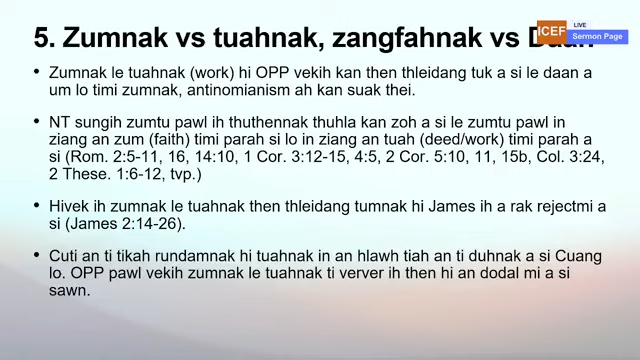 5. Zumnak vs tuahnak, zangfahnak vs Daan
ICEF
LIVE
Sermon Page
• Zumnak le tuahnak (work) hi OPP vekih kan then thleidang tuk a si le daan a
um lo timi zumnak, antinomianism ah kan suak thei.
• NT sungih zumtu pawl ih thuthennak thuhla kan zoh a si le zumtu pawl in
ziang an zum (faith) timi parah si lo in ziang an tuah (deed/work) timi parah a
si (Rom. 2:5-11, 16, 14:10, 1 Cor. 3:12-15, 4:5, 2 Cor. 5:10, 11, 15b, Col. 3:24,
2 These. 1:6-12, tvp.)
• Hivek ih zumnak le tuahnak then thleidang tumnak hi James ih a rak rejectmi a
si (James 2:14-26).
• Cuti an ti tikah rundamnak hi tuahnak in an hlawh tiah an ti duhnak a si Cuang
lo. OPP pawl vekih zumnak le tuahnak ti verver ih then hi an dodal mi a si
sawn.